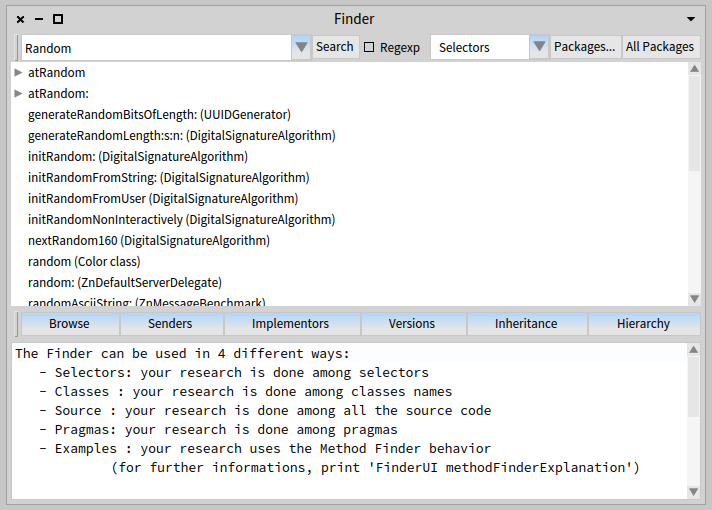 Finder
Random Search Regexp Selectors Packages... All Packages
atRandom
atRandom:
generateRandomBitsOfLength: (UUIDGenerator)
generateRandomLength:s:n: (DigitalSignatureAlgorithm)
initRandom: (DigitalSignatureAlgorithm)
initRandomFromString: (DigitalSignatureAlgorithm)
initRandomFromUser (DigitalSignatureAlgorithm)
initRandomNonInteractively (DigitalSignatureAlgorithm)
nextRandom160 (DigitalSignatureAlgorithm)
random (Color class)
random: (ZnDefaultServerDelegate)
randomAsciiString: (ZnMessageBenchmark)
Browse Senders Implementors Versions Inheritance Hierarchy
The Finder can be used in 4 different ways:
- Selectors: your research is done among selectors
- Classes : your research is done among classes names
- Source : your research is done among all the source code
- Pragmas: your research is done among pragmas
- Examples : your research uses the Method Finder behavior
(for further informations, print 'FinderUI methodFinderExplanation')